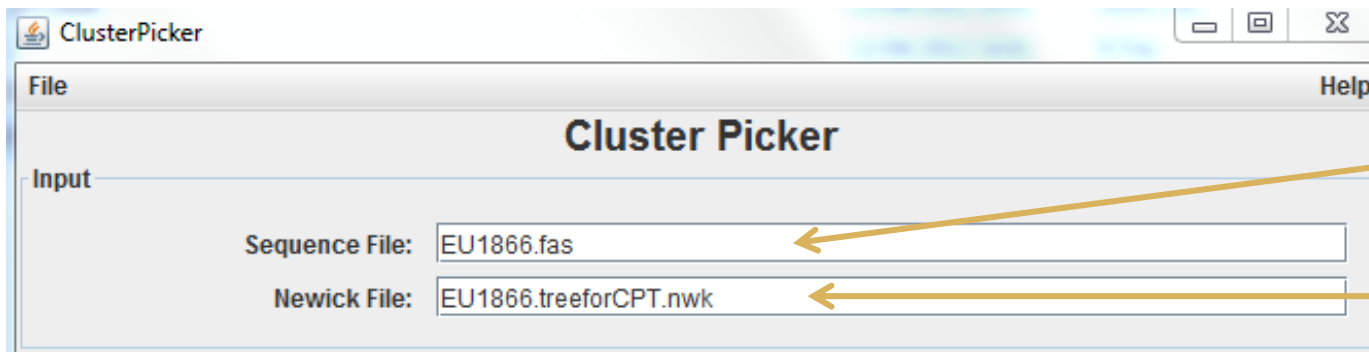 ClusterPicker
File Help
Cluster Picker
Input
Sequence File: EU1866.fas
Newick File: EU1866.treeforCPT.nwk